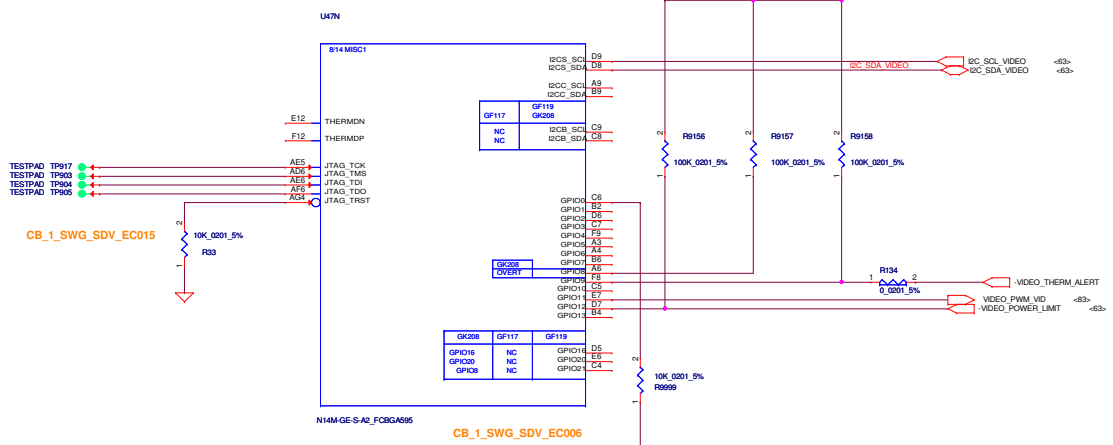 U47N
8/14 MISC1
I2CS_SCL D9
I2CS_SDA D8
I2C_SDA_VIDEO
I2C_SCL_VIDEO <63>
I2C_SDA_VIDEO <63>
I2CC_SCL A9
I2CC_SDA B9
GF117 GF119
GK208
NC
NC
I2CB_SCL C9
I2CB_SDA C8
E12 THERMDN
F12 THERMDP
2 R9156
100K_0201_5%
1
2 R9157
100K_0201_5%
1
2 R9158
100K_0201_5%
1
TESTPAD TP917 AE5 JTAG_TCK
TESTPAD TP903 AD6 JTAG_TMS
TESTPAD TP904 AE6 JTAG_TDI
TESTPAD TP905 AF6 JTAG_TDO
AG4 JTAG_TRST
2
10K_0201_5%
R33
1
CB_1_SWG_SDV_EC015
GPIO0 C6
GPIO1 B2
GPIO2 D6
GPIO3 C7
GPIO4 F9
GPIO5 A3
GPIO6 A4
GPIO7 B6
GPIO8 A6
GPIO9 F8
GPIO10 C5
GPIO11 E7
GPIO12 D7
GPIO13 B4
GK208
OVERT
R134
1 2
0_0201_5%
-VIDEO_THERM_ALERT
VIDEO_PWM_VID <83>
-VIDEO_POWER_LIMIT <63>
GK208 GF117 GF119
GPIO16 NC
GPIO20 NC
GPIO8 NC
GPIO16 D5
GPIO20 E6
GPIO21 C4
2
10K_0201_5%
R9999
1
N14M-GE-S-A2_FCBGA595
CB_1_SWG_SDV_EC006